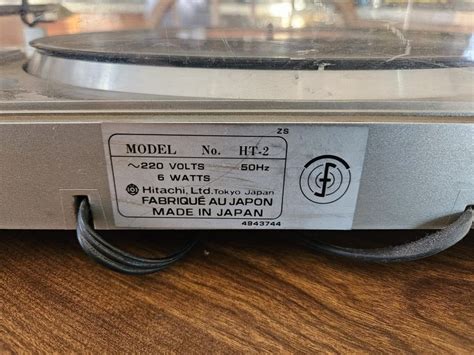 ZS
MODEL No. HT-2
~220 VOLTS 50Hz
6 WATTS
Hitachi, Ltd. Tokyo Japan
FABRIQUÉ AU JAPON
MADE IN JAPAN
4943744